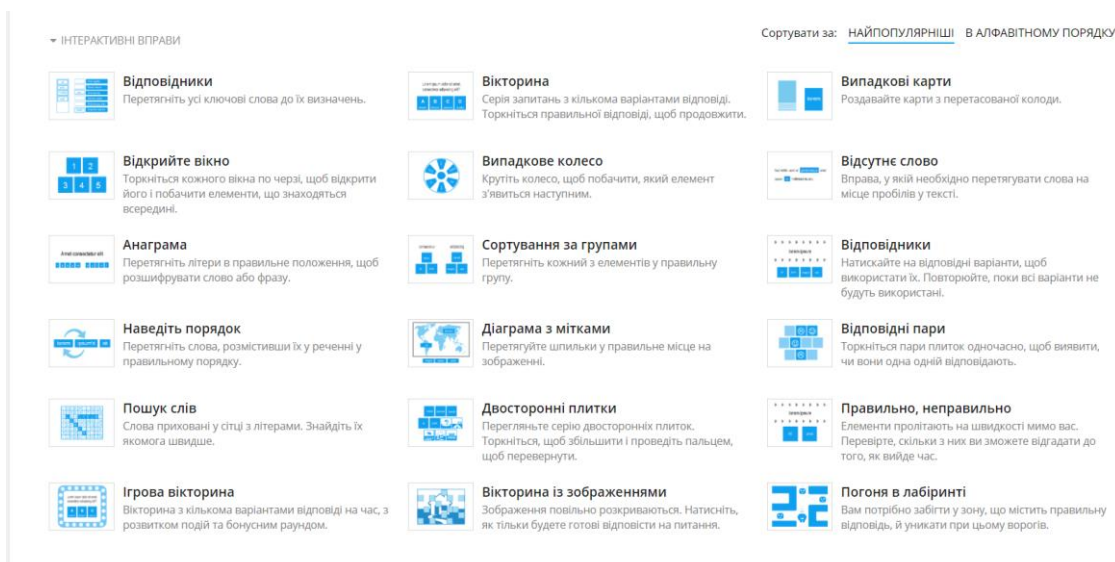 ІНТЕРАКТИВНІ ВПРАВИ
Сортувати за: НАЙПОПУЛЯРНІШІ В АЛФАВІТНОМУ ПОРЯДКУ
Відповідники
Перетягніть усі ключові слова до їх визначень.
Вікторина
Серія запитань з кількома варіантами відповіді.
Торкніться правильної відповіді, щоб продовжити.
Випадкові карти
Роздавайте карти з перетасованої колоди.
1 2
3 4 5
Відкрийте вікно
Торкніться кожного вікна по черзі, щоб відкрити
його і побачити елементи, що знаходяться
всередині.
Випадкове колесо
Крутіть колесо, щоб побачити, який елемент
з'явиться наступним.
Відсутнє слово
Вправа, у якій необхідно перетягувати слова на
місце пробілів у тексті.
Анаграма
Перетягніть літери в правильне положення, щоб
розшифрувати слово або фразу.
Сортування за групами
Перетягніть кожний з елементів у правильну
групу.
Відповідники
Натискайте на відповідні варіанти, щоб
використати їх. Повторюйте, поки всі варіанти не
будуть використані.
Наведіть порядок
Перетягніть слова, розмістивши їх у реченні у
правильному порядку.
Діаграма з мітками
Перетягуйте шпильки у правильне місце на
зображенні.
Відповідні пари
Торкніться пари плиток одночасно, щоб виявити,
чи вони одна одній відповідають.
Пошук слів
Слова приховані у сітці з літерами. Знайдіть їх
якомога швидше.
Двосторонні плитки
Перегляньте серію двосторонніх плиток.
Торкніться, щоб збільшити і проведіть пальцем,
щоб перевернути.
Правильно, неправильно
Елементи пролітають на швидкості мимо вас.
Перевірте, скільки з них ви зможете відгадати до
того, як вийде час.
Ігрова вікторина
Вікторина з кількома варіантами відповіді на час, з
розвитком подій та бонусним раундом.
Вікторина із зображеннями
Зображення повільно розкриваються. Натисніть,
як тільки будете готові відповісти на питання.
Погоня в лабіринті
Вам потрібно забігти у зону, що містить правильну
відповідь, й уникати при цьому ворогів.